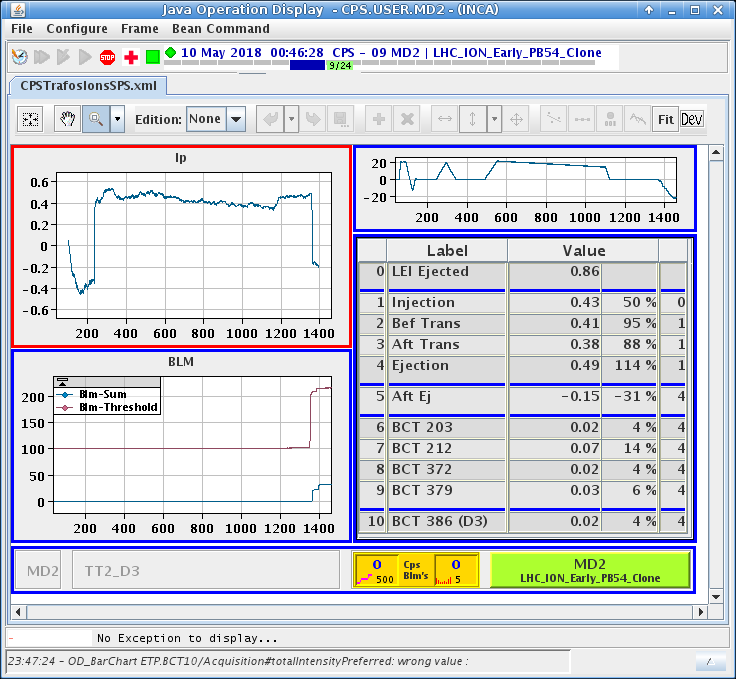 Java Operation Display - CPS.USER.MD2 - (INCA)
File Configure Frame Bean Command
STOP 10 May 2018 00:46:28 CPS - 09 MD2 | LHC_ION_Early_PB54_Clone
9/24
CPSTrafoslonsSPS.xml
Edition: None Fit Dev
Ip
0.6
0.4
0.2
0
-0.2
-0.4
-0.6
200 400 600 800 1000 1200 1400
20
0
-20
200 400 600 800 1000 1200 1400
Label Value
0 LEI Ejected 0.86
1 Injection 0.43 50 % 0
2 Bef Trans 0.41 95 % 1
3 Aft Trans 0.38 88 % 1
4 Ejection 0.49 114 % 1
5 Aft Ej -0.15 -31 % 4
6 BCT 203 0.02 4 % 4
7 BCT 212 0.07 14 % 4
8 BCT 372 0.02 4 % 4
9 BCT 379 0.03 6 % 4
10 BCT 386 (D3) 0.02 4 % 4
BLM
Blm-Sum
Blm-Threshold
200
150
100
50
0
200 400 600 800 1000 1200 1400
MD2 TT2_D3
0 500 Cps Blm's 0 5
MD2
LHC_ION_Early_PB54_Clone
- No Exception to display...
23:47:24 - OD_BarChart ETP.BCT10/Acquisition#totalIntensityPreferred: wrong value :